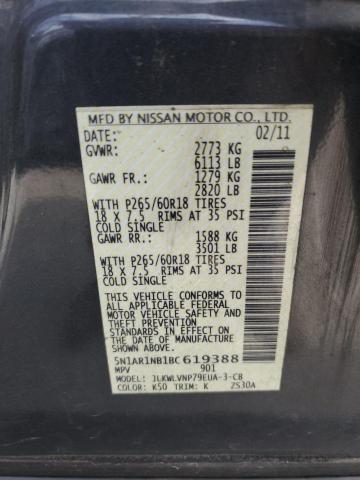 MFD BY NISSAN MOTOR CO., LTD.
DATE: 02/11
GVWR: 2773 KG
6113 LB
GAWR FR.: 1279 KG
2820 LB
WITH P265/60R18 TIRES
18 X 7.5 RIMS AT 35 PSI
COLD SINGLE
GAWR RR.: 1588 KG
3501 LB
WITH P265/60R18 TIRES
18 X 7.5 RIMS AT 35 PSI
COLD SINGLE
THIS VEHICLE CONFORMS TO
ALL APPLICABLE FEDERAL
MOTOR VEHICLE SAFETY AND
THEFT PREVENTION STANDARDS
IN EFFECT ON THE DATE OF
MANUFACTURE SHOWN ABOVE.
5N1AR1NB1BC619388
MPV 901
MODEL: JLKWLVNP79EUA-3-CB
COLOR: K50 TRIM: K ZS30A